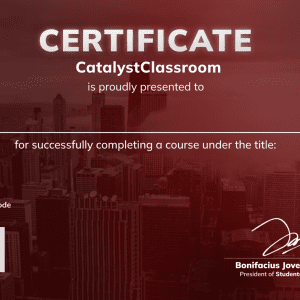 CERTIFICATE
CatalystClassroom
is proudly presented to
for successfully completing a course under the title:
Bonifacius Jove
President of Student